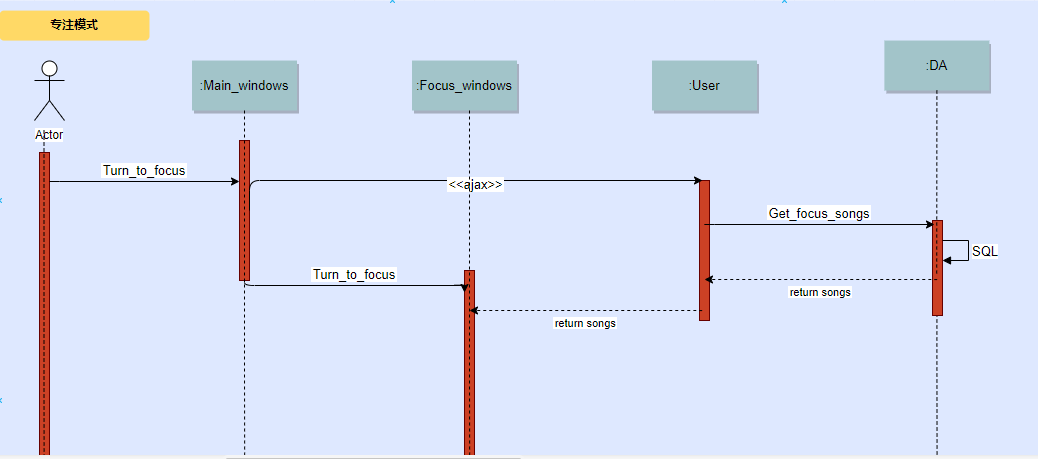 专注模式
:DA
:Main_windows
:Focus_windows
:User
Actor
Turn_to_focus
<<ajax>>
Get_focus_songs
SQL
Turn_to_focus
return songs
return songs